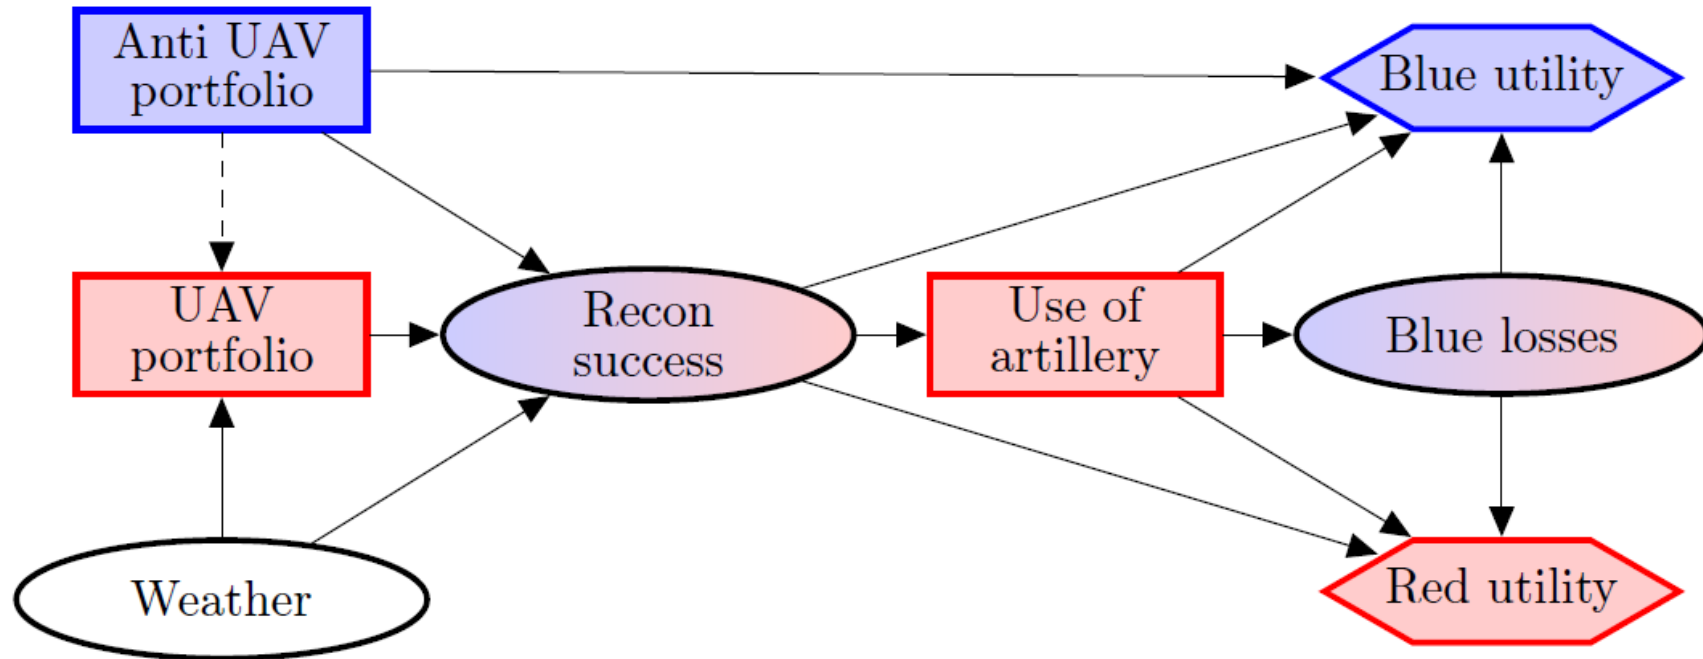 Anti UAV
portfolio
Blue utility
UAV
portfolio
Recon
success
Use of
artillery
Blue losses
Weather
Red utility